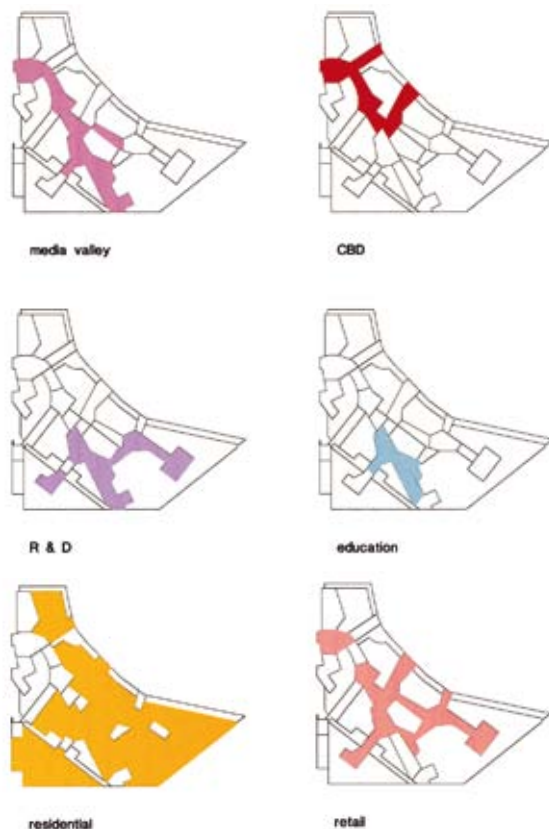 media valley
CBD
R & D
education
residential
retail